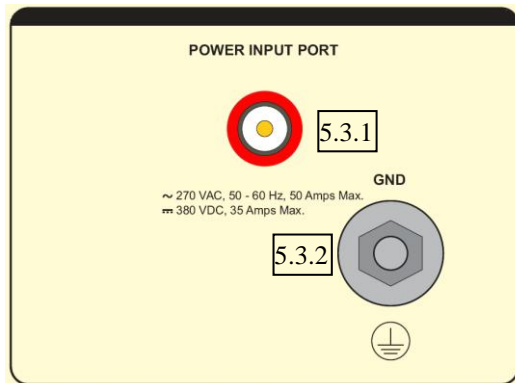 POWER INPUT PORT
5.3.1
GND
~ 270 VAC, 50 - 60 Hz, 50 Amps Max.
⎓ 380 VDC, 35 Amps Max.
5.3.2